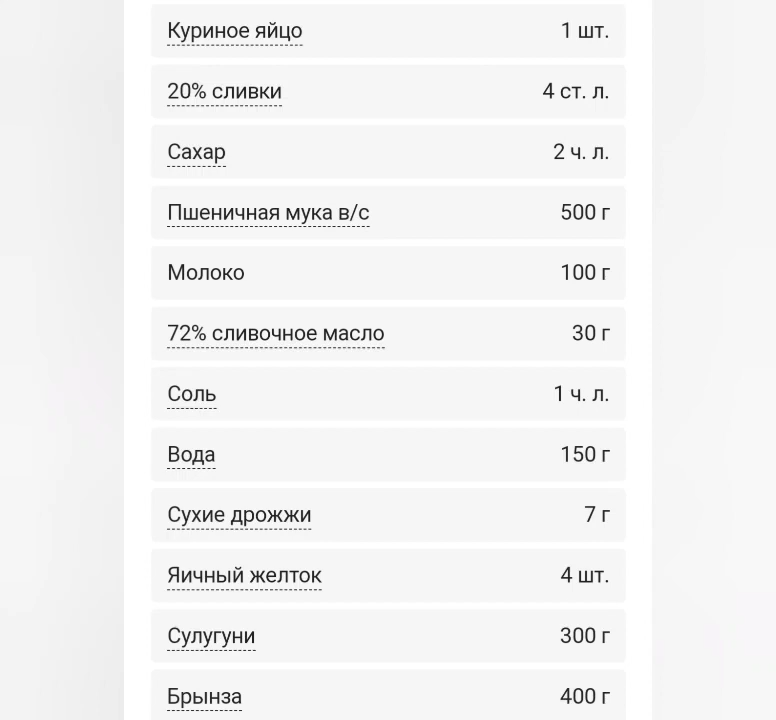 Куриное яйцо 1 шт.
20% сливки 4 ст. л.
Сахар 2 ч. л.
Пшеничная мука в/с 500 г
Молоко 100 г
72% сливочное масло 30 г
Соль 1 ч. л.
Вода 150 г
Сухие дрожжи 7 г
Яичный желток 4 шт.
Сулугуни 300 г
Брынза 400 г